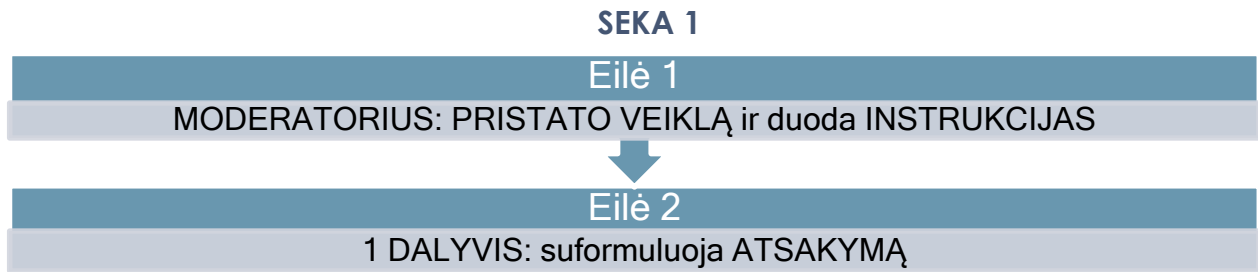 SEKA 1
Eilė 1
MODERATORIUS: PRISTATO VEIKLĄ ir duoda INSTRUKCIJAS
Eilė 2
1 DALYVIS: suformuluoja ATSAKYMĄ